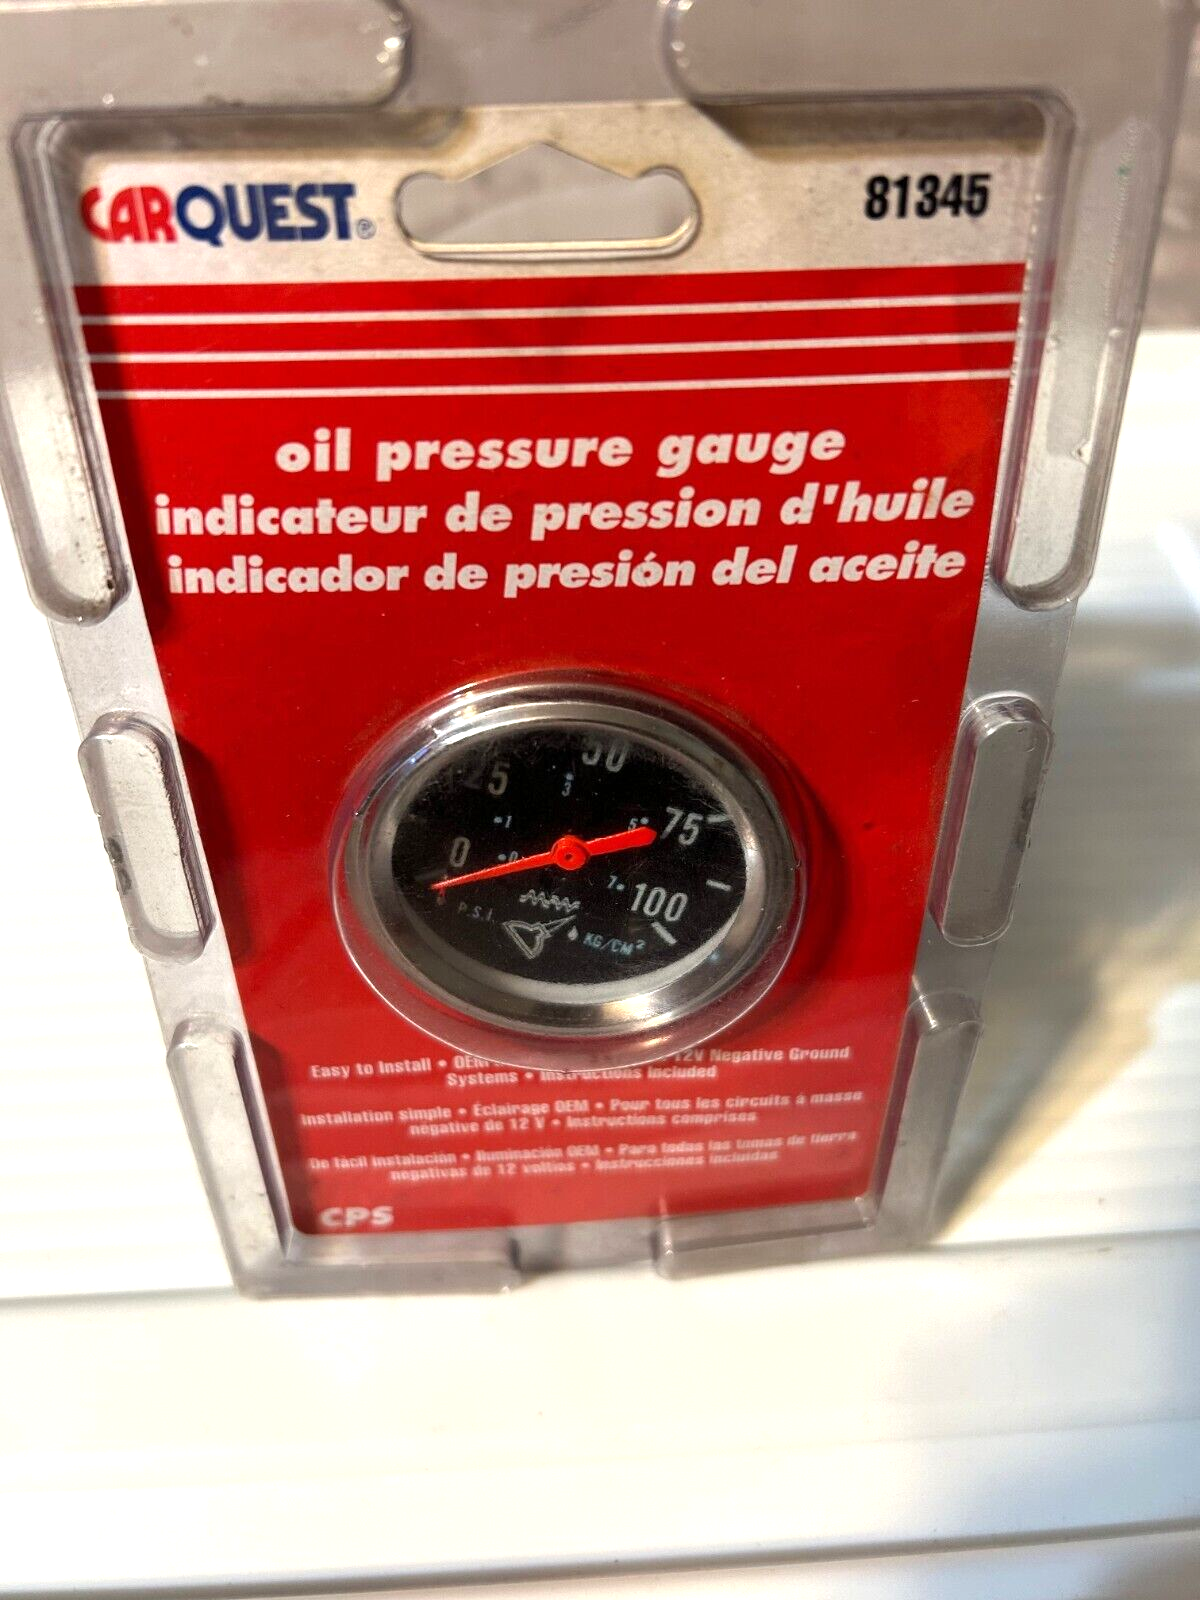 CARQUEST®
81345
oil pressure gauge
indicateur de pression d'huile
indicador de presión del aceite
50
25
3
75
5
1
0
0
7
100
P.S.I.
KG/CM²
Easy to Install • OEM 12V Negative Ground
Systems • Instructions Included
Installation simple • Éclairage OEM • Pour tous les circuits à masse
négative de 12 V • Instructions comprises
De fácil instalación • Iluminación OEM • Para todas las tomas de tierra
negativas de 12 voltios • Instrucciones incluidas
CPS